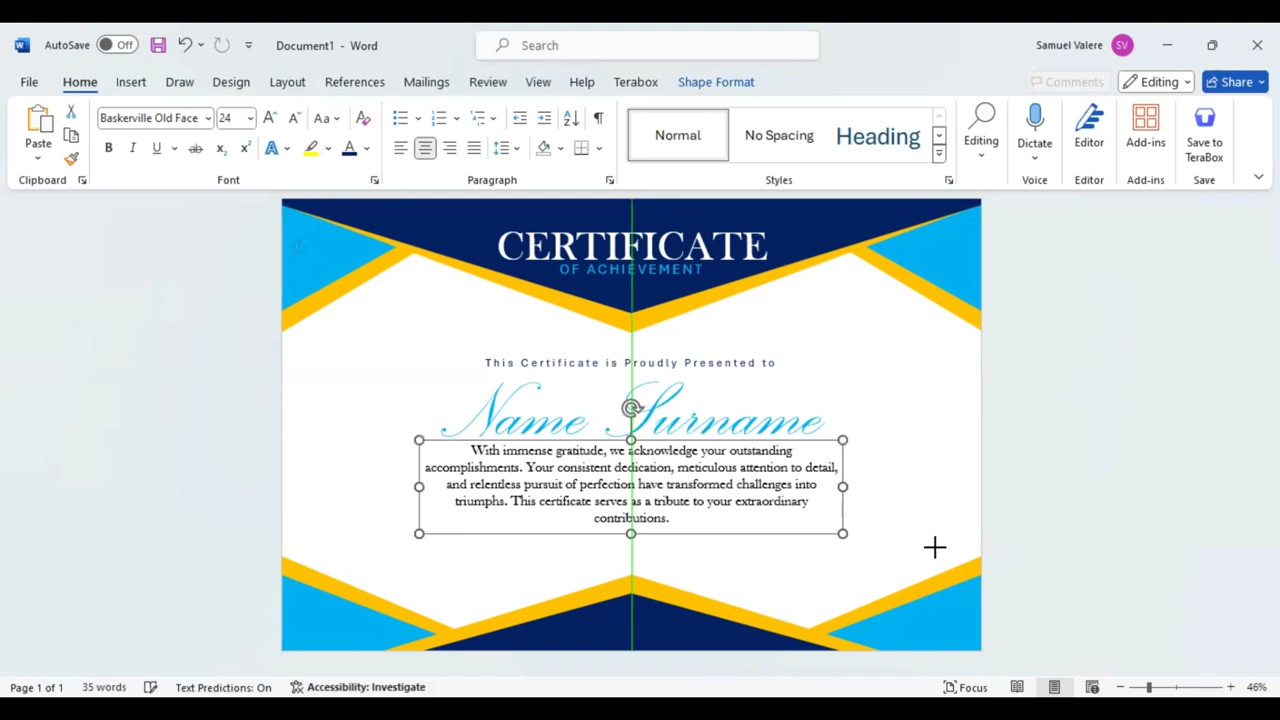 AutoSave Off Document1 - Word Search Samuel Valere SV
File Home Insert Draw Design Layout References Mailings Review View Help Terabox Shape Format Comments Editing Share
Paste Baskerville Old Face 24 A A Aa A Normal No Spacing Heading Editing Dictate Editor Add-ins Save to TeraBox
B I U ab x₂ x² A A
Clipboard Font Paragraph Styles Voice Editor Add-ins Save
CERTIFICATE
OF ACHIEVEMENT
This Certificate is Proudly Presented to
Name Surname
With immense gratitude, we acknowledge your outstanding
accomplishments. Your consistent dedication, meticulous attention to detail,
and relentless pursuit of perfection have transformed challenges into
triumphs. This certificate serves as a tribute to your extraordinary
contributions.
Page 1 of 1 35 words Text Predictions: On Accessibility: Investigate Focus 46%